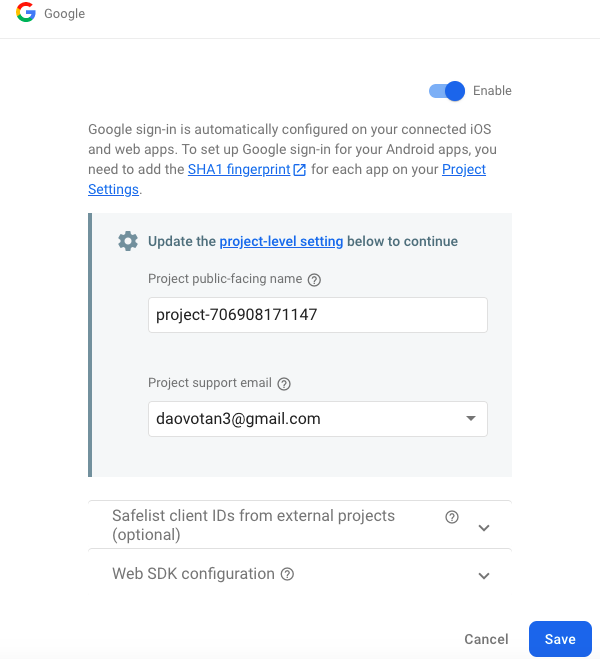 Google
Enable
Google sign-in is automatically configured on your connected iOS
and web apps. To set up Google sign-in for your Android apps, you
need to add the SHA1 fingerprint for each app on your Project
Settings.
Update the project-level setting below to continue
Project public-facing name
project-706908171147
Project support email
daovotan3@gmail.com
Safelist client IDs from external projects
(optional)
Web SDK configuration
Cancel
Save